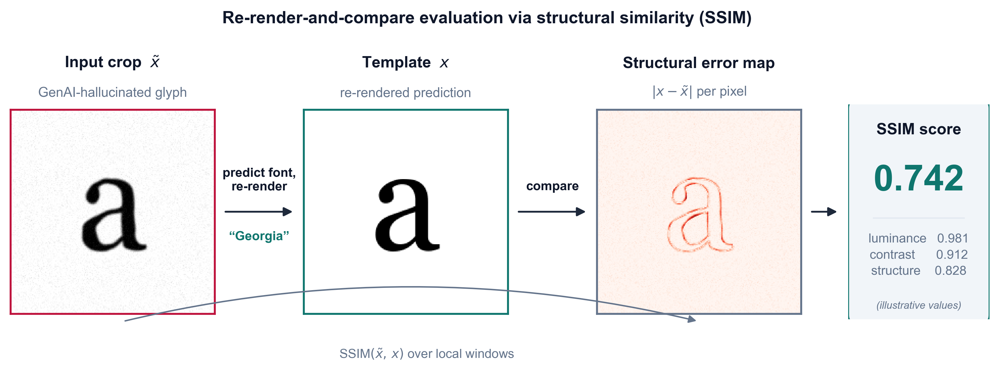 Re-render-and-compare evaluation via structural similarity (SSIM)
Input crop x̃
GenAI-hallucinated glyph
a
predict font,
re-render
“Georgia”
Template x
re-rendered prediction
a
compare
Structural error map
|x − x̃| per pixel
a
SSIM score
0.742
luminance 0.981
contrast 0.912
structure 0.828
(illustrative values)
SSIM(x̃, x) over local windows